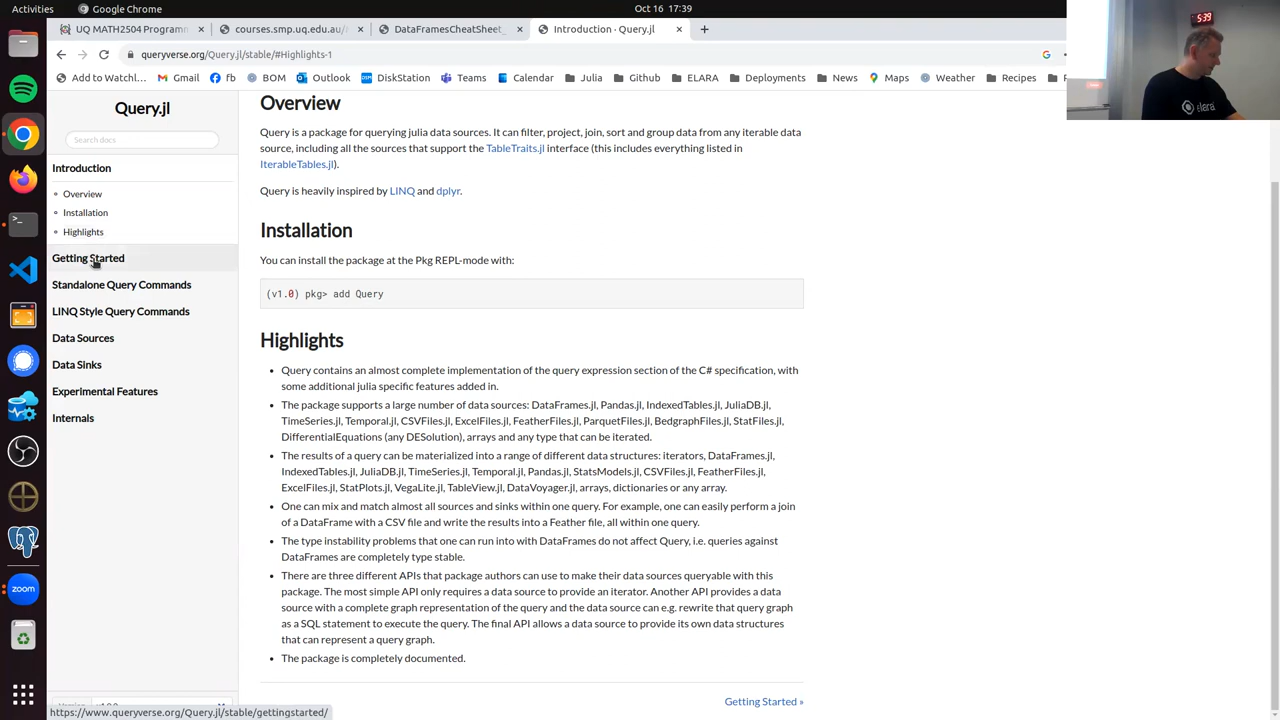 Activities
Google Chrome
Oct 16 17:39
UQ MATH2504 Programm
courses.smp.uq.edu.au/
DataFramesCheatSheet_
Introduction · Query.jl
queryverse.org/Query.jl/stable/#Highlights-1
Add to Watchl...
Gmail
fb
BOM
Outlook
DiskStation
Teams
Calendar
Julia
Github
ELARA
Deployments
News
Maps
Weather
Recipes
5:39
elara
Query.jl
Search docs
Introduction
Overview
Installation
Highlights
Getting Started
Standalone Query Commands
LINQ Style Query Commands
Data Sources
Data Sinks
Experimental Features
Internals
Overview
Query is a package for querying julia data sources. It can filter, project, join, sort and group data from any iterable data
source, including all the sources that support the TableTraits.jl interface (this includes everything listed in
IterableTables.jl).
Query is heavily inspired by LINQ and dplyr.
Installation
You can install the package at the Pkg REPL-mode with:
(v1.0) pkg> add Query
Highlights
Query contains an almost complete implementation of the query expression section of the C# specification, with
some additional julia specific features added in.
The package supports a large number of data sources: DataFrames.jl, Pandas.jl, IndexedTables.jl, JuliaDB.jl,
TimeSeries.jl, Temporal.jl, CSVFiles.jl, ExcelFiles.jl, FeatherFiles.jl, ParquetFiles.jl, BedgraphFiles.jl, StatFiles.jl,
DifferentialEquations (any DESolution), arrays and any type that can be iterated.
The results of a query can be materialized into a range of different data structures: iterators, DataFrames.jl,
IndexedTables.jl, JuliaDB.jl, TimeSeries.jl, Temporal.jl, Pandas.jl, StatsModels.jl, CSVFiles.jl, FeatherFiles.jl,
ExcelFiles.jl, StatPlots.jl, VegaLite.jl, TableView.jl, DataVoyager.jl, arrays, dictionaries or any array.
One can mix and match almost all sources and sinks within one query. For example, one can easily perform a join
of a DataFrame with a CSV file and write the results into a Feather file, all within one query.
The type instability problems that one can run into with DataFrames do not affect Query, i.e. queries against
DataFrames are completely type stable.
There are three different APIs that package authors can use to make their data sources queryable with this
package. The most simple API only requires a data source to provide an iterator. Another API provides a data
source with a complete graph representation of the query and the data source can e.g. rewrite that query graph
as a SQL statement to execute the query. The final API allows a data source to provide its own data structures
that can represent a query graph.
The package is completely documented.
Getting Started »
zoom
https://www.queryverse.org/Query.jl/stable/gettingstarted/